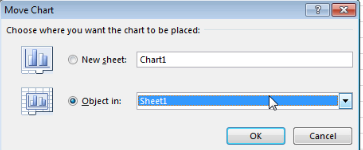 Move Chart
Choose where you want the chart to be placed:
New sheet: Chart1
Object in: Sheet1
OK Cancel